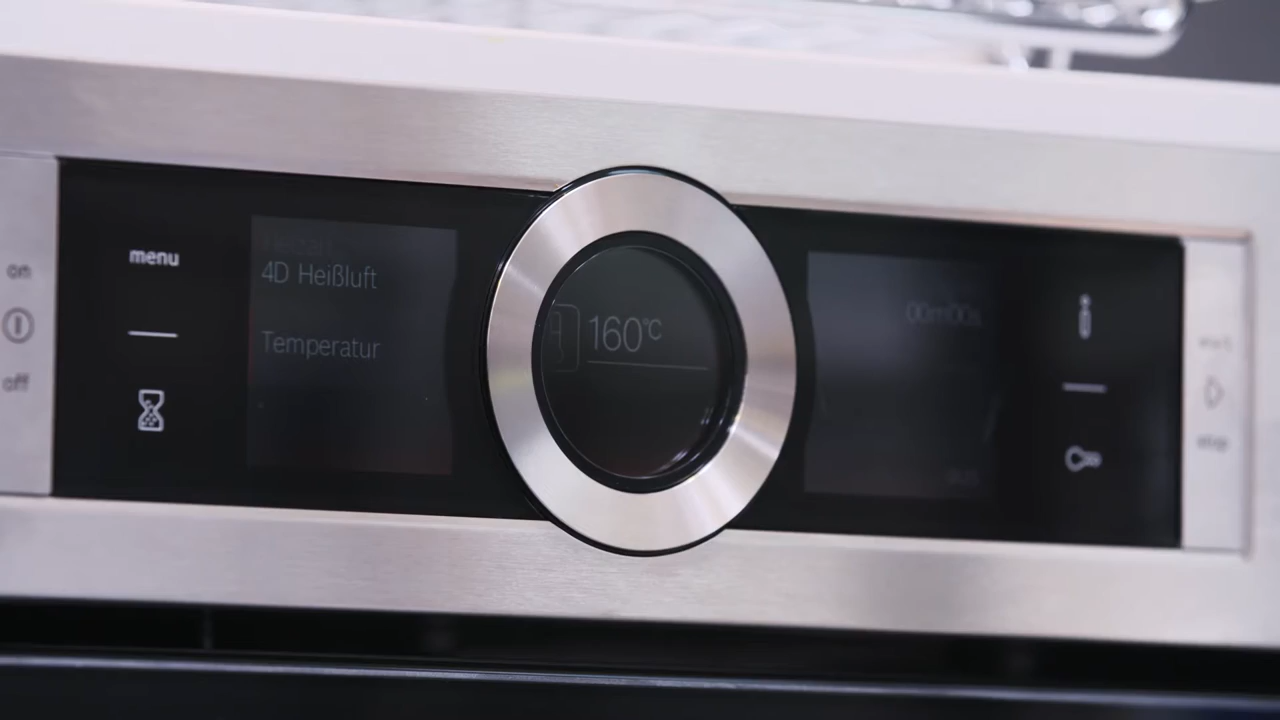 on
off
menu
4D Heißluft
Temperatur
160°C
00m00s
stop